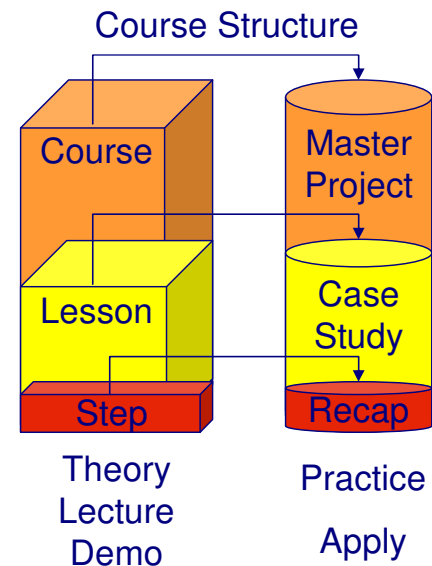 Course Structure
Course
Master
Project
Lesson
Case
Study
Step
Recap
Theory
Lecture
Demo
Practice
Apply